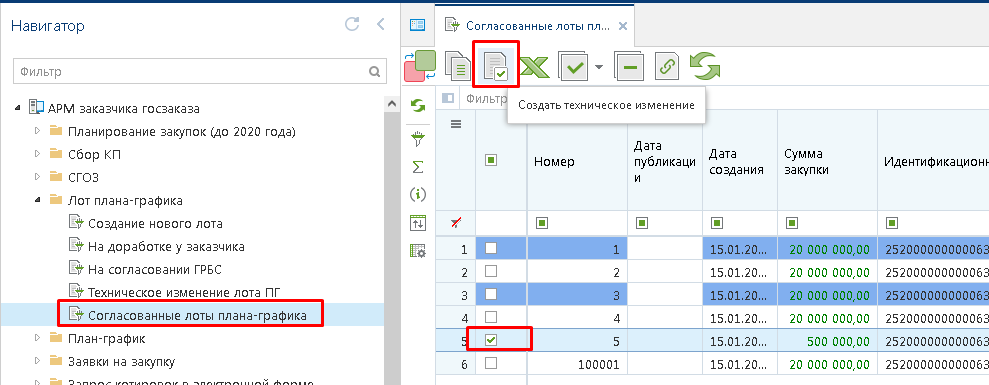 Навигатор
Фильтр
АРМ заказчика госзаказа
Планирование закупок (до 2020 года)
Сбор КП
СГОЗ
Лот плана-графика
Создание нового лота
На доработке у заказчика
На согласовании ГРБС
Техническое изменение лота ПГ
Согласованные лоты плана-графика
План-график
Заявки на закупку
Запрос котировок в электронной форме
Согласованные лоты пл...
Создать техническое изменение
Фильтр
Номер
Дата
публикаци
и
Дата
создания
Сумма
закупки
Идентификационн
1 1 15.01.20... 20 000 000,00 252000000000063
2 2 15.01.20... 20 000 000,00 252000000000063
3 3 15.01.20... 20 000 000,00 252000000000063
4 4 15.01.20... 20 000 000,00 252000000000063
5 5 15.01.20... 500 000,00 252000000000063
6 100001 15.01.20... 20 000 000,00 252000000000063